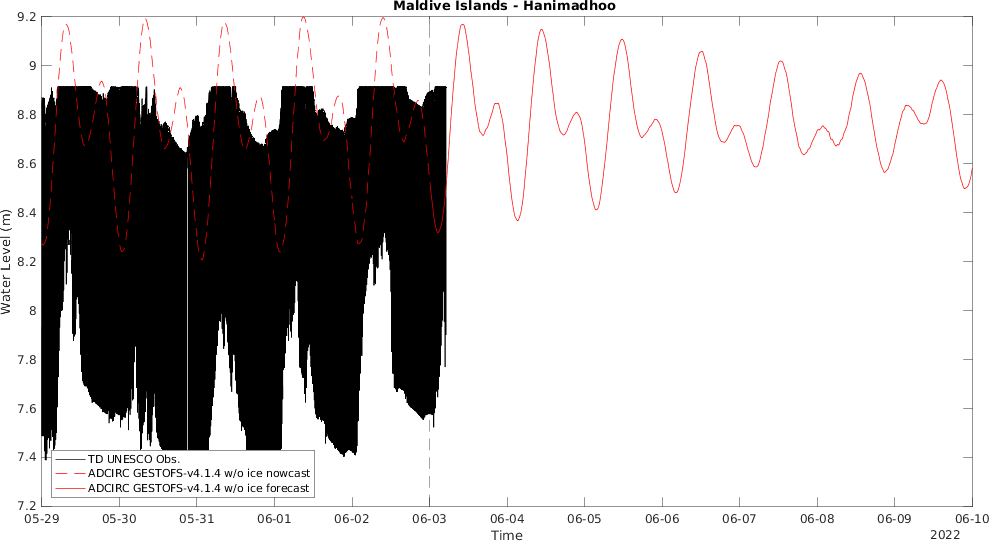 Maldive Islands - Hanimadhoo
9.2
9
8.8
8.6
8.4
8.2
8
7.8
7.6
7.4
7.2
Water Level (m)
TD UNESCO Obs.
ADCIRC GESTOFS-v4.1.4 w/o ice nowcast
ADCIRC GESTOFS-v4.1.4 w/o ice forecast
05-29 05-30 05-31 06-01 06-02 06-03 06-04 06-05 06-06 06-07 06-08 06-09 06-10
Time
2022